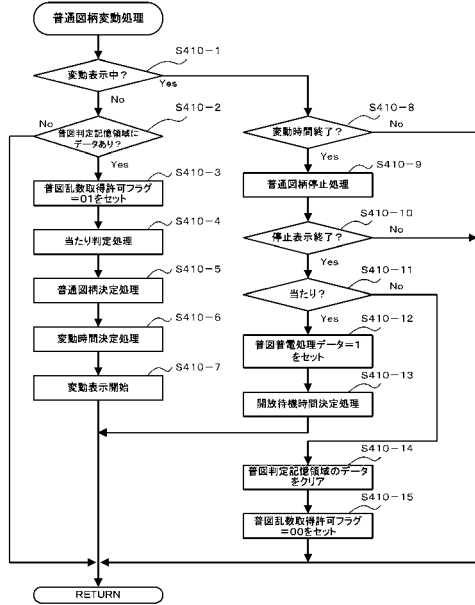 普通図柄変動処理
S410-1
変動表示中？
Yes
No
S410-2
No
普図判定記憶領域に
データあり？
Yes
S410-3
普図乱数取得許可フラグ
=01をセット
S410-4
当たり判定処理
S410-5
普通図柄決定処理
S410-6
変動時間決定処理
S410-7
変動表示開始
S410-8
変動時間終了？
No
Yes
S410-9
普通図柄停止処理
S410-10
停止表示終了？
No
Yes
S410-11
当たり？
No
Yes
S410-12
普図普電処理データ=1
をセット
S410-13
開放待機時間決定処理
S410-14
普図判定記憶領域のデータ
をクリア
S410-15
普図乱数取得許可フラグ
=00をセット
RETURN